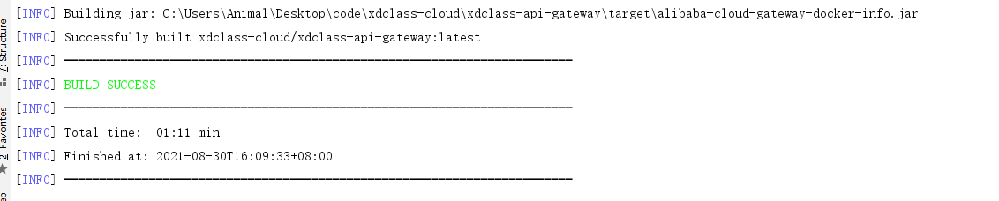 [INFO] Building jar: C:\Users\Animal\Desktop\code\xdclass-cloud\xdclass-api-gateway\target\alibaba-cloud-gateway-docker-info.jar
[INFO] Successfully built xdclass-cloud/xdclass-api-gateway:latest
[INFO] ------------------------------------------------------------------------
[INFO] BUILD SUCCESS
[INFO] ------------------------------------------------------------------------
[INFO] Total time:  01:11 min
[INFO] Finished at: 2021-08-30T16:09:33+08:00
[INFO] ------------------------------------------------------------------------
7: Structure
2: Favorites
eb